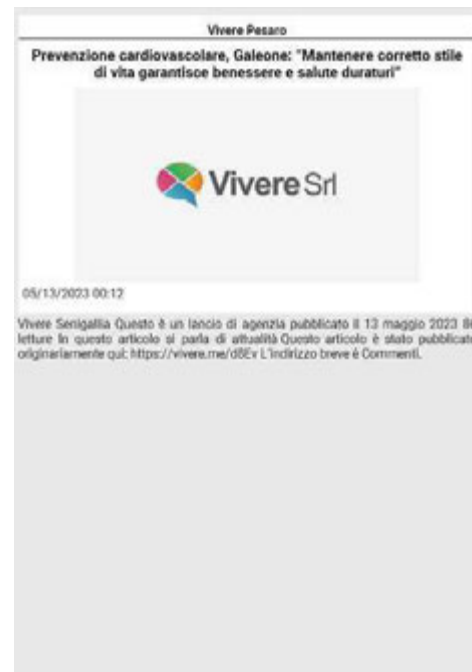 Vivere Pesaro
Prevenzione cardiovascolare, Galeone: "Mantenere corretto stile
di vita garantisce benessere e salute duraturi"
Vivere Srl
05/13/2023 00:12
Vivere Senigallia Questo è un lancio di agenzia pubblicato il 13 maggio 2023
letture In questo articolo si parla di attualità Questo articolo è stato pubblicato
originariamente qui: https://vivere.me/d8Ev L'indirizzo breve è Commenti.